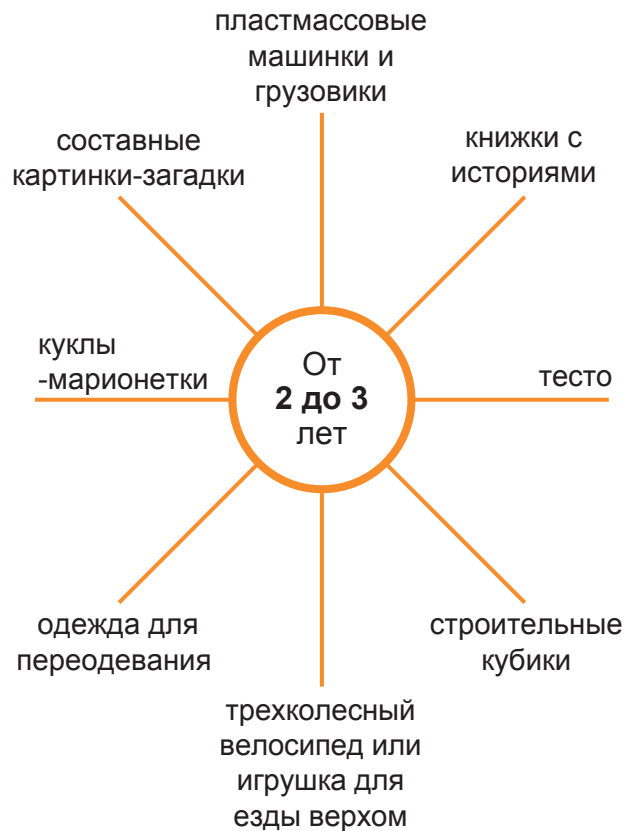 пластмассовые
машинки и
грузовики
составные
картинки-загадки
книжки с
историями
куклы
-марионетки
От
2 до 3
лет
тесто
одежда для
переодевания
строительные
кубики
трехколесный
велосипед или
игрушка для
езды верхом